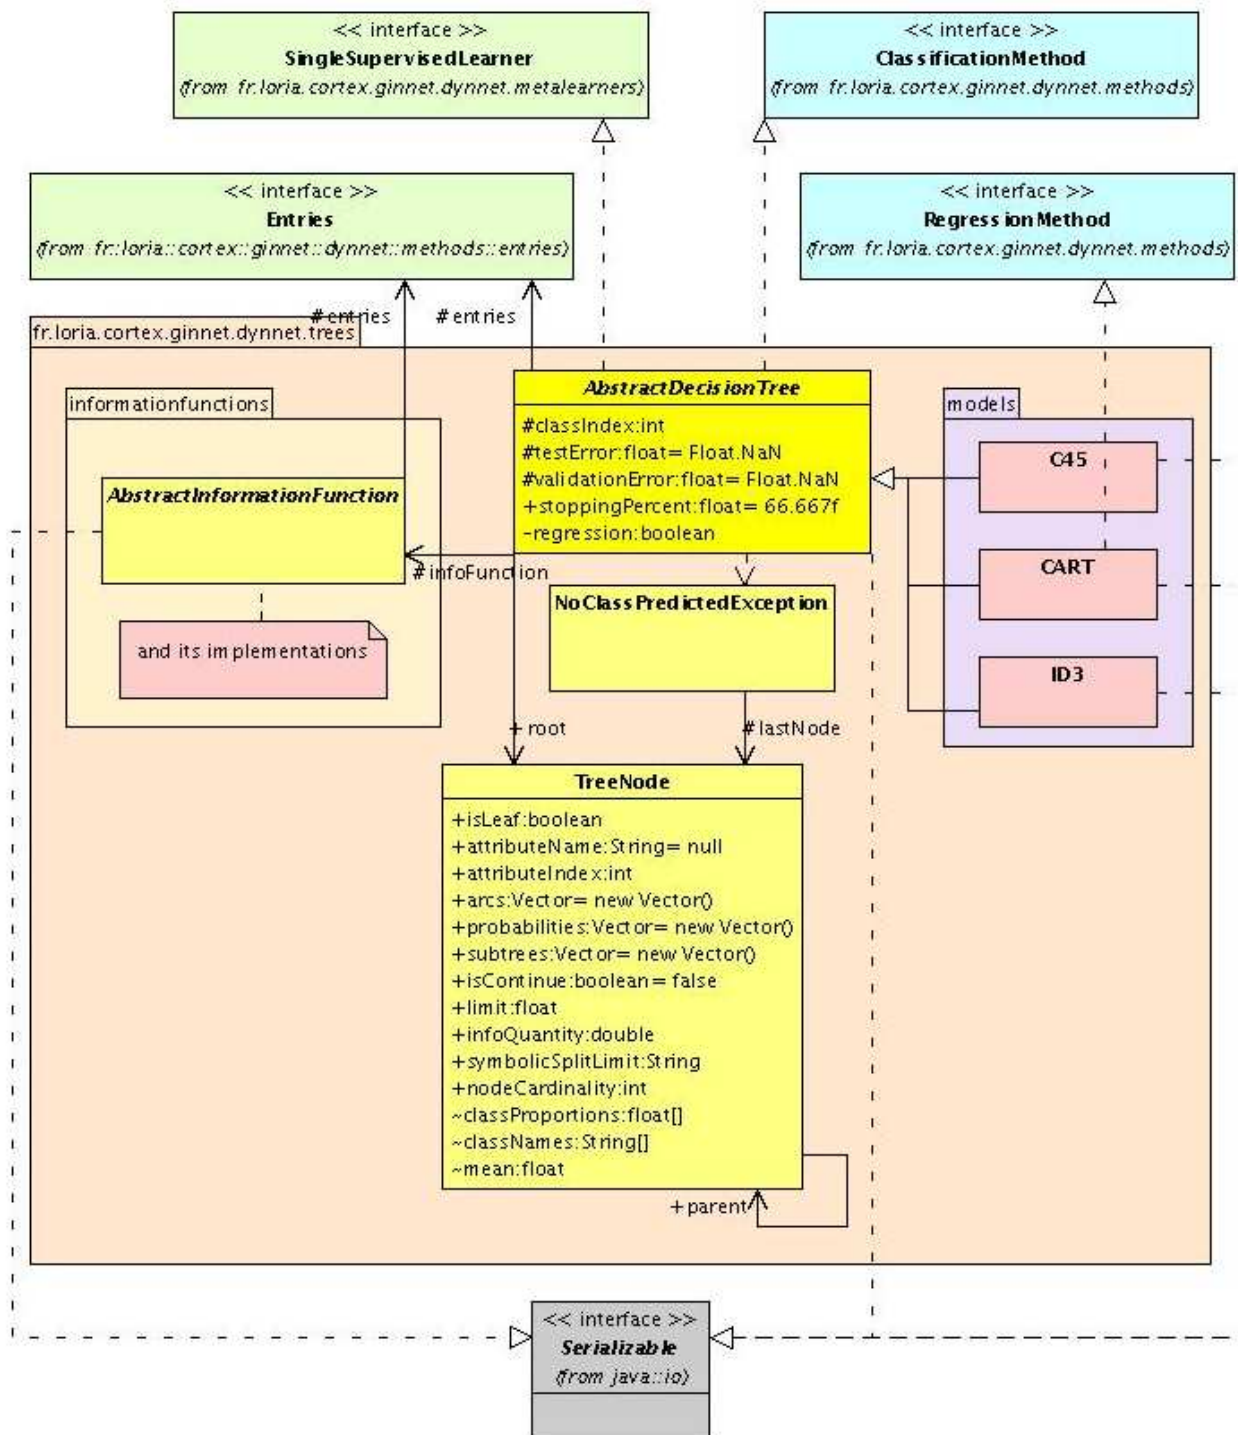 << interface >>
SingleSupervisedLearner
(from fr.loria.cortex.ginnet.dynnet.metalearners)
<< interface >>
ClassificationMethod
(from fr.loria.cortex.ginnet.dynnet.methods)
<< interface >>
Entries
(from fr::loria::cortex::ginnet::dynnet::methods::entries)
<< interface >>
RegressionMethod
(from fr.loria.cortex.ginnet.dynnet.methods)
#entries
#entries
fr.loria.cortex.ginnet.dynnet.trees
informationfunctions
AbstractInformationFunction
and its implementations
AbstractDecisionTree
#classIndex:int
#testError:float= Float.NaN
#validationError:float= Float.NaN
+stoppingPercent:float= 66.667f
-regression:boolean
#infoFunction
NoClassPredictedException
models
C45
CART
ID3
+root
#lastNode
TreeNode
+isLeaf:boolean
+attributeName:String= null
+attributeIndex:int
+arcs:Vector= new Vector()
+probabilities:Vector= new Vector()
+subtrees:Vector= new Vector()
+isContinue:boolean= false
+limit:float
+infoQuantity:double
+symbolicSplitLimit:String
+nodeCardinality:int
~classProportions:float[]
~classNames:String[]
~mean:float
+parent
<< interface >>
Serializable
(from java::io)